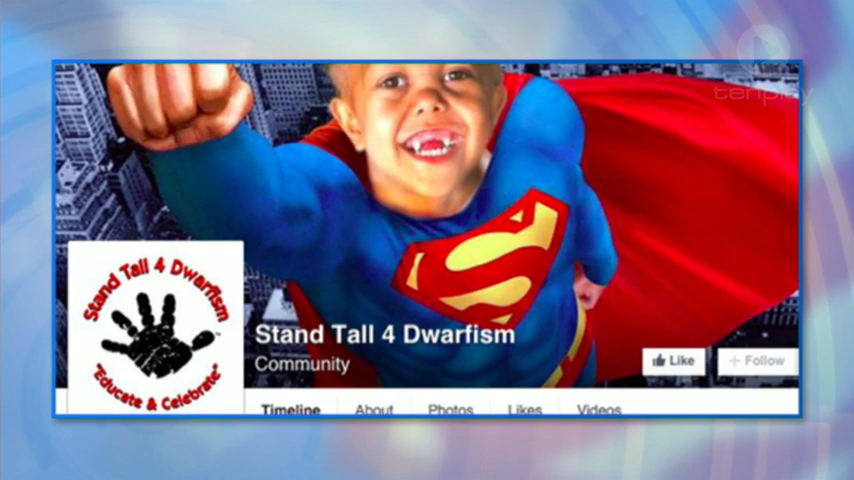 tenplay
Stand Tall 4 Dwarfism
"Educate & Celebrate"
S
Stand Tall 4 Dwarfism
Community
Like
+ Follow
Timeline
About
Photos
Likes
Videos